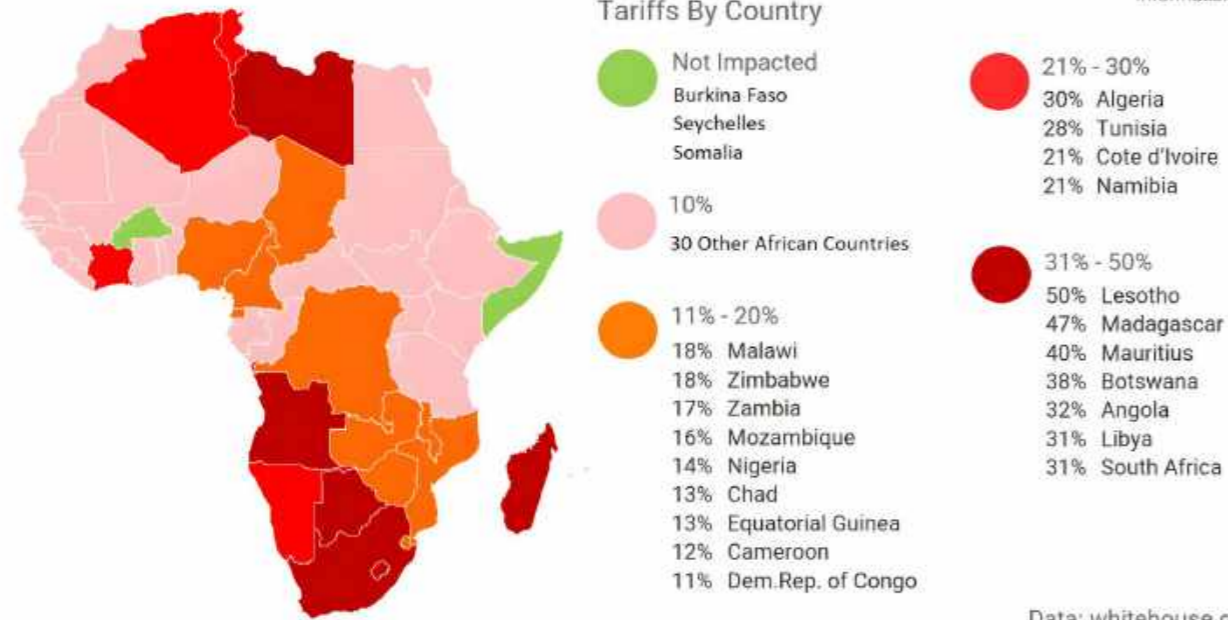 Tariffs By Country
Not Impacted
Burkina Faso
Seychelles
Somalia
10%
30 Other African Countries
11% - 20%
18% Malawi
18% Zimbabwe
17% Zambia
16% Mozambique
14% Nigeria
13% Chad
13% Equatorial Guinea
12% Cameroon
11% Dem.Rep. of Congo
21% - 30%
30% Algeria
28% Tunisia
21% Cote d'Ivoire
21% Namibia
31% - 50%
50% Lesotho
47% Madagascar
40% Mauritius
38% Botswana
32% Angola
31% Libya
31% South Africa
Data: whitehouse.g